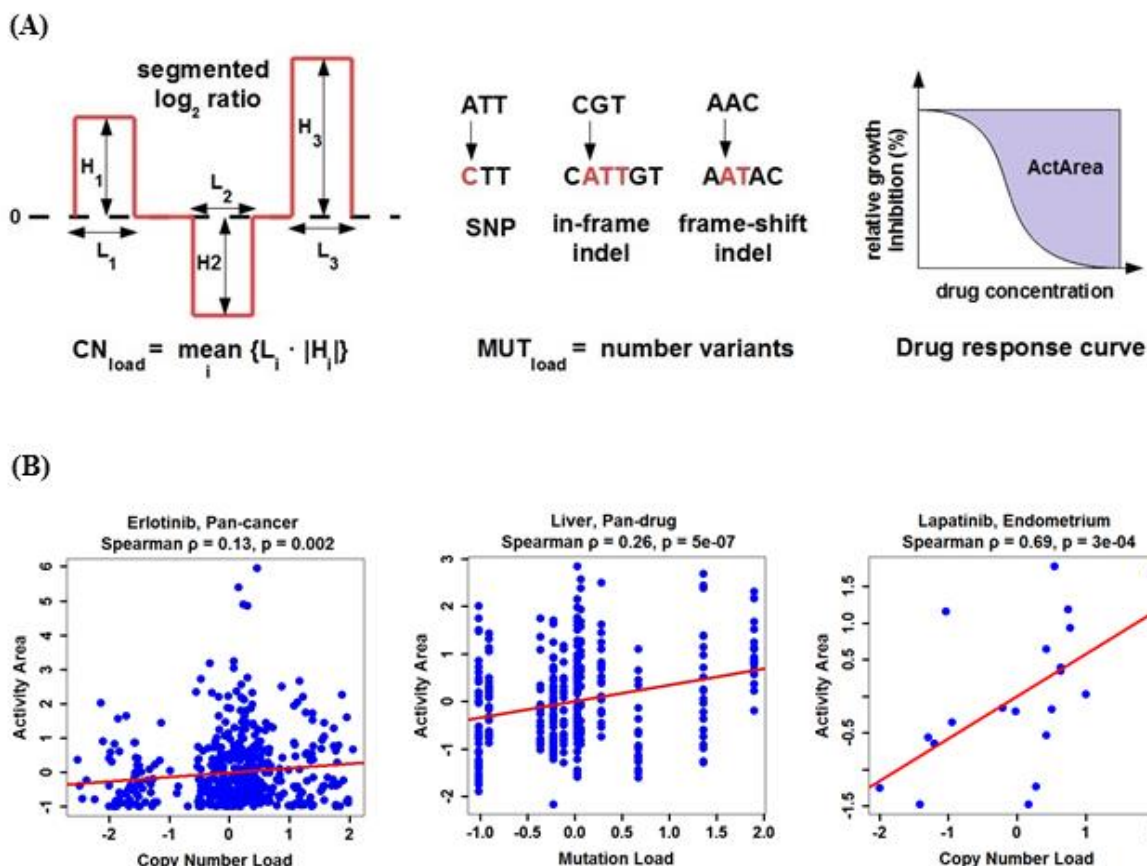 (A)
segmented
log2 ratio
H1
L1
L2
H2
H3
L3
0
CNload = mean {Li · |Hi|}
i
ATT
CGT
AAC
CTT
CATTGT
AATAC
SNP
in-frame
indel
frame-shift
indel
MUTload = number variants
relative growth
inhibition (%)
ActArea
drug concentration
Drug response curve
(B)
Erlotinib, Pan-cancer
Spearman ρ = 0.13, p = 0.002
Activity Area
6
5
4
3
2
1
0
-1
-2
-1
0
1
2
Copy Number Load
Liver, Pan-drug
Spearman ρ = 0.26, p = 5e-07
Activity Area
3
2
1
0
-1
-2
-1.0
-0.5
0.0
0.5
1.0
1.5
2.0
Mutation Load
Lapatinib, Endometrium
Spearman ρ = 0.69, p = 3e-04
Activity Area
1.5
0.5
-0.5
-1.5
-2
-1
0
1
Copy Number Load